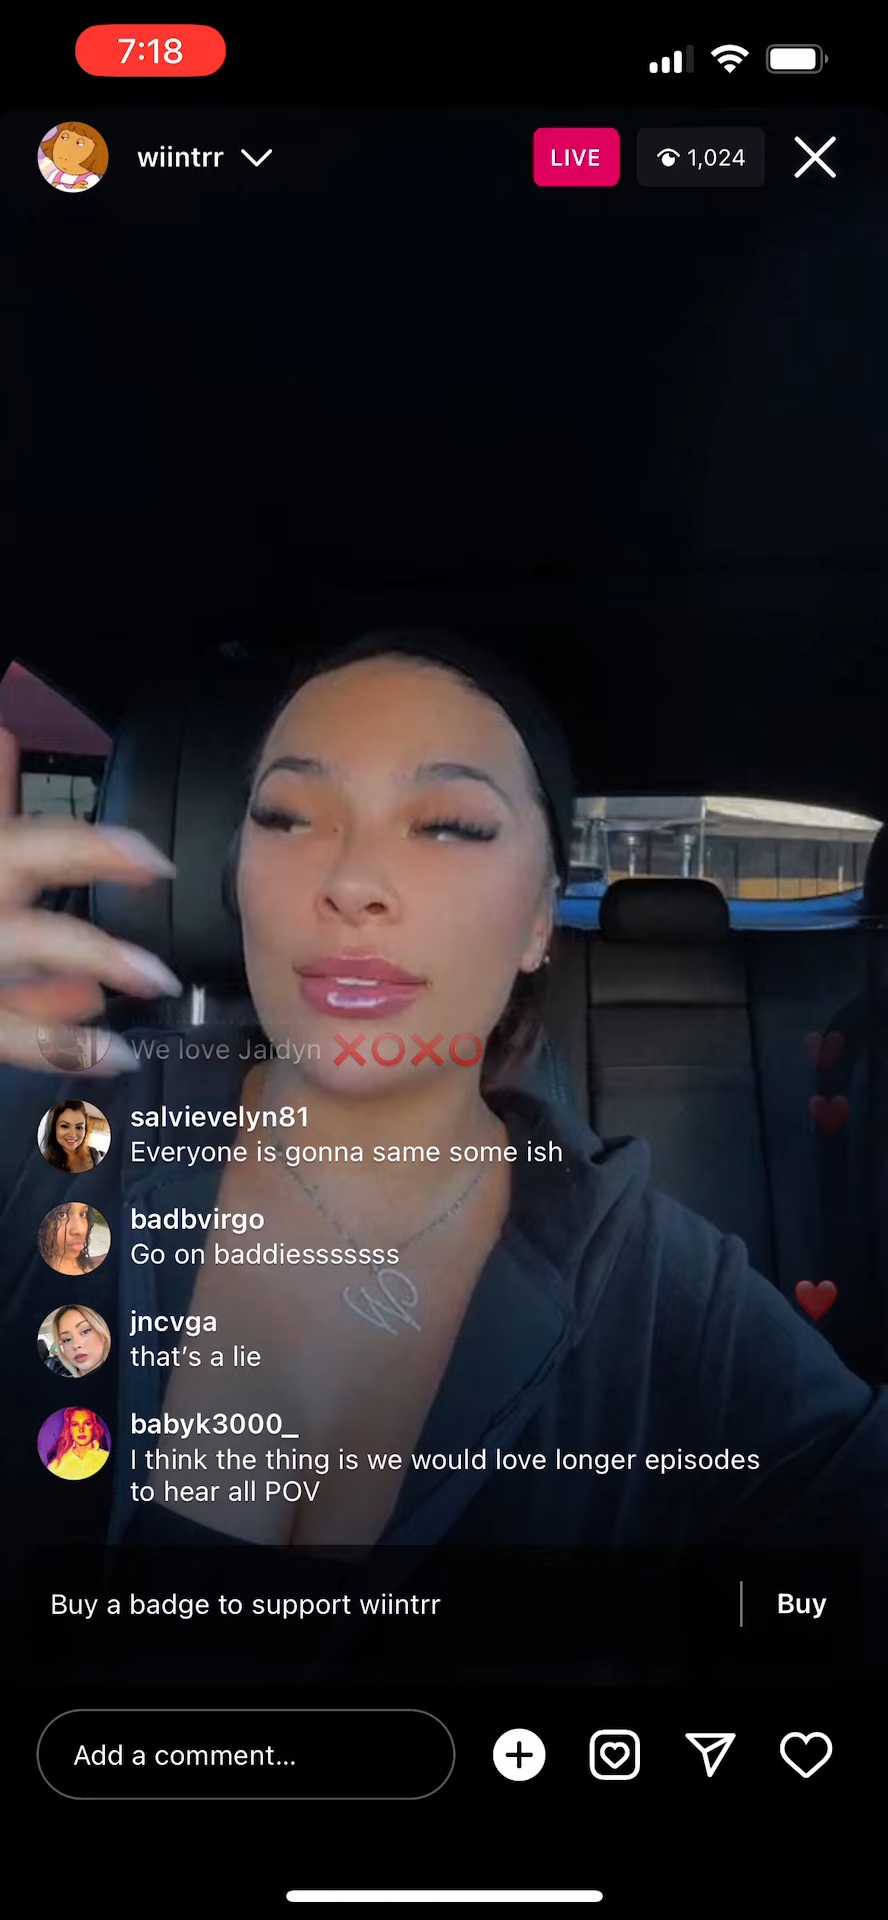 7:18
wiintrr
LIVE
1,024
We love Jaidyn ❌⭕❌⭕
salvievelyn81
Everyone is gonna same some ish
badbvirgo
Go on baddiesssssss
jncvga
that's a lie
babyk3000_
I think the thing is we would love longer episodes
to hear all POV
Buy a badge to support wiintrr
Buy
Add a comment...